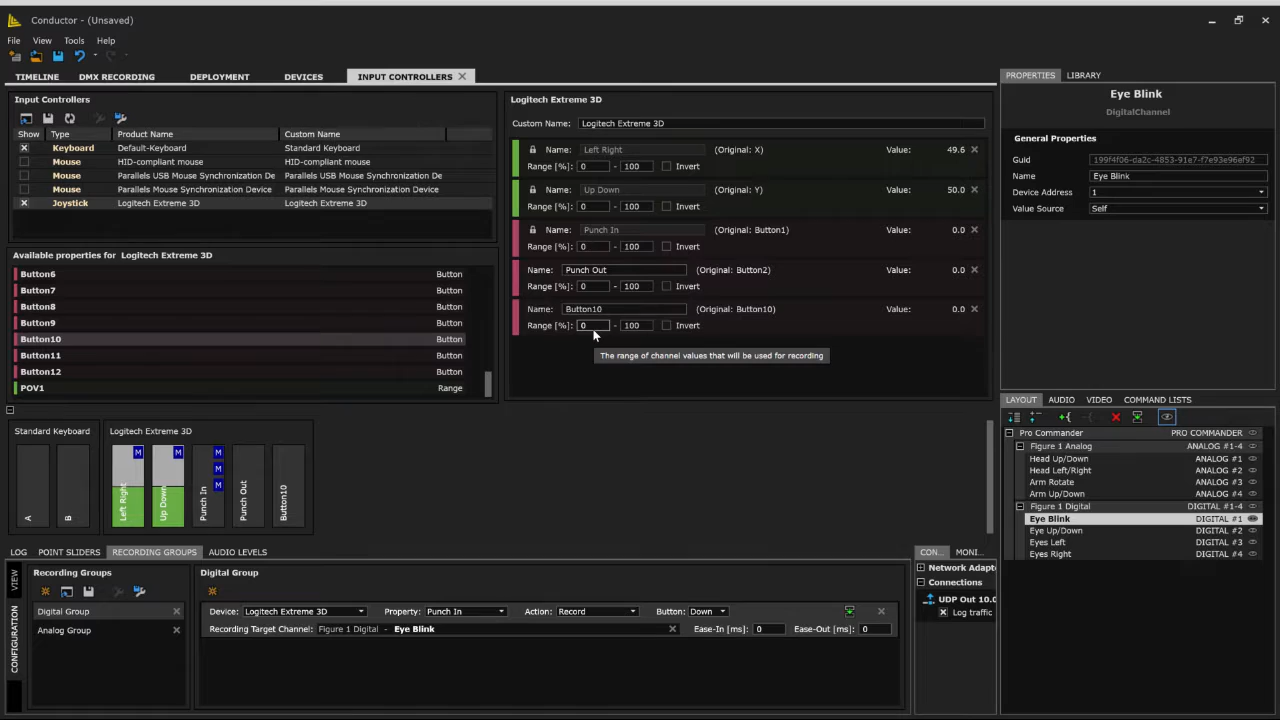 Conductor - (Unsaved)
File View Tools Help
TIMELINE DMX RECORDING DEPLOYMENT DEVICES INPUT CONTROLLERS
Input Controllers
Show Type Product Name Custom Name
Keyboard Default-Keyboard Standard Keyboard
Mouse HID-compliant mouse HID-compliant mouse
Mouse Parallels USB Mouse Synchronization De Parallels USB Mouse Synchronization De
Mouse Parallels Mouse Synchronization Device Parallels Mouse Synchronization Device
Joystick Logitech Extreme 3D Logitech Extreme 3D
Available properties for Logitech Extreme 3D
Button6 Button
Button7 Button
Button8 Button
Button9 Button
Button10 Button
Button11 Button
Button12 Button
POV1 Range
Logitech Extreme 3D
Custom Name: Logitech Extreme 3D
Name: Left Right (Original: X) Value: 49.6
Range [%]: 0 - 100 Invert
Name: Up Down (Original: Y) Value: 50.0
Range [%]: 0 - 100 Invert
Name: Punch In (Original: Button1) Value: 0.0
Range [%]: 0 - 100 Invert
Name: Punch Out (Original: Button2) Value: 0.0
Range [%]: 0 - 100 Invert
Name: Button10 (Original: Button10) Value: 0.0
Range [%]: 0 - 100 Invert
The range of channel values that will be used for recording
PROPERTIES LIBRARY
Eye Blink
DigitalChannel
General Properties
Guid 199f4f06-da2c-4853-91e7-f7e93e96ef92
Name Eye Blink
Device Address 1
Value Source Self
LAYOUT AUDIO VIDEO COMMAND LISTS
Pro Commander PRO COMMANDER
Figure 1 Analog ANALOG #1-4
Head Up/Down ANALOG #1
Head Left/Right ANALOG #2
Arm Rotate ANALOG #3
Arm Up/Down ANALOG #4
Figure 1 Digital DIGITAL #1-4
Eye Blink DIGITAL #1
Eye Up/Down DIGITAL #2
Eyes Left DIGITAL #3
Eyes Right DIGITAL #4
Standard Keyboard Logitech Extreme 3D
A B Left Right M Up Down M Punch In M M M Punch Out Button10
LOG POINT SLIDERS RECORDING GROUPS AUDIO LEVELS
VIEW
CONFIGURATION
Recording Groups
Digital Group
Analog Group
Digital Group
Device: Logitech Extreme 3D Property: Punch In Action: Record Button: Down
Recording Target Channel: Figure 1 Digital - Eye Blink Ease-In [ms]: 0 Ease-Out [ms]: 0
CON... MONI...
Network Adapt
Connections
UDP Out 10.0
Log traffic